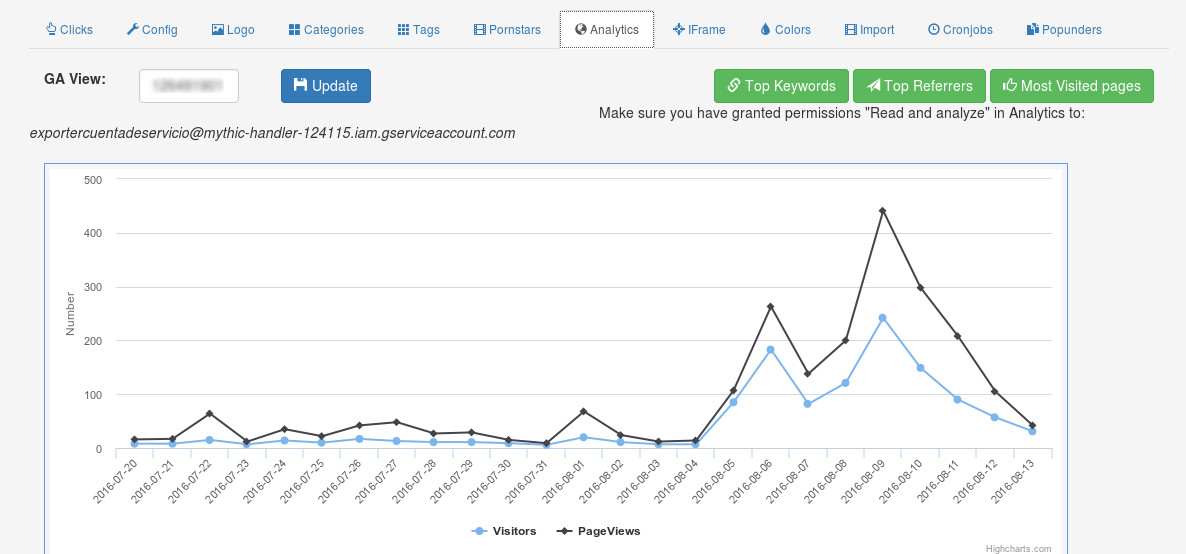 Clicks Config Logo Categories Tags Pornstars Analytics IFrame Colors Import Cronjobs Popunders
GA View: Update Top Keywords Top Referrers Most Visited pages
Make sure you have granted permissions "Read and analyze" in Analytics to:
exportercuentadeservicio@mythic-handler-124115.iam.gserviceaccount.com
500
400
300
200
100
0
Number
2016-07-20 2016-07-21 2016-07-22 2016-07-23 2016-07-24 2016-07-25 2016-07-26 2016-07-27 2016-07-28 2016-07-29 2016-07-30 2016-07-31 2016-08-01 2016-08-02 2016-08-03 2016-08-04 2016-08-05 2016-08-06 2016-08-07 2016-08-08 2016-08-09 2016-08-10 2016-08-11 2016-08-12 2016-08-13
Visitors PageViews
Highcharts.com